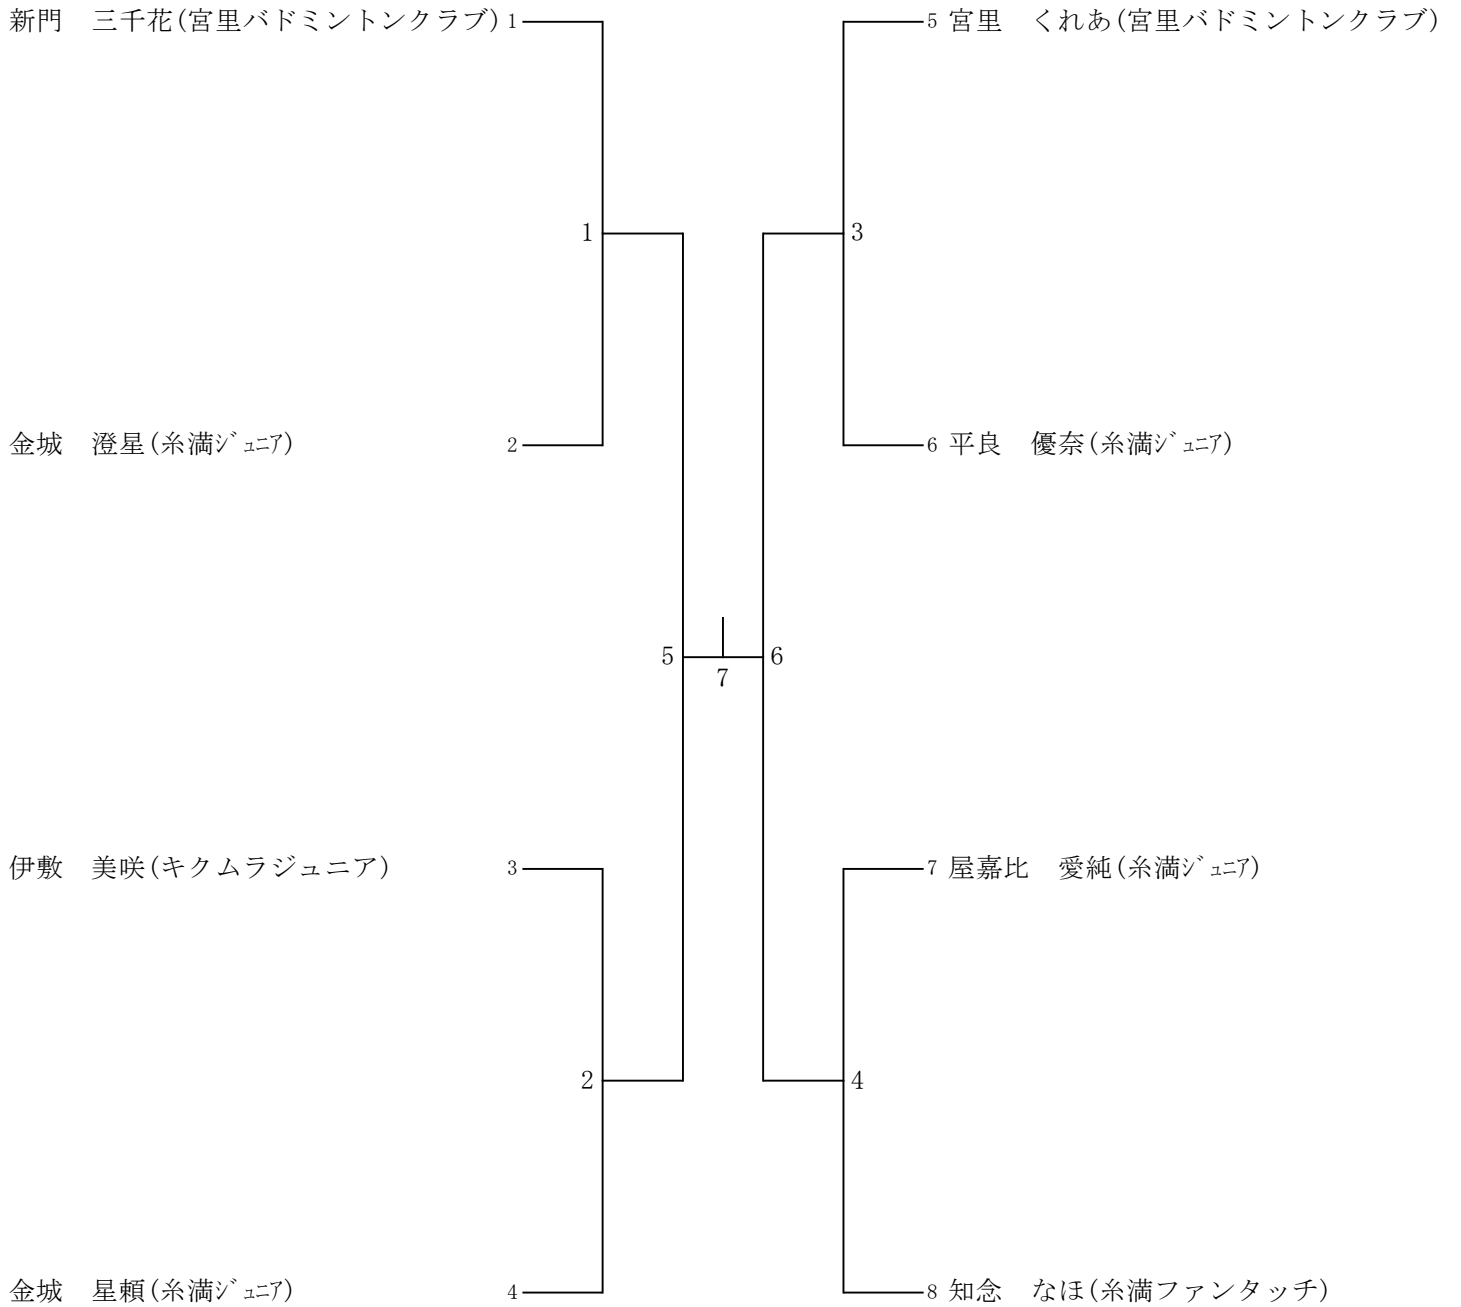 新門　三千花(宮里バドミントンクラブ) 1
5 宮里　くれあ(宮里バドミントンクラブ)
1
3
金城　澄星(糸満ｼﾞｭﾆｱ) 2
6 平良　優奈(糸満ｼﾞｭﾆｱ)
5
6
7
伊敷　美咲(キクムラジュニア) 3
7 屋嘉比　愛純(糸満ｼﾞｭﾆｱ)
2
4
金城　星頼(糸満ｼﾞｭﾆｱ) 4
8 知念　なほ(糸満ファンタッチ)